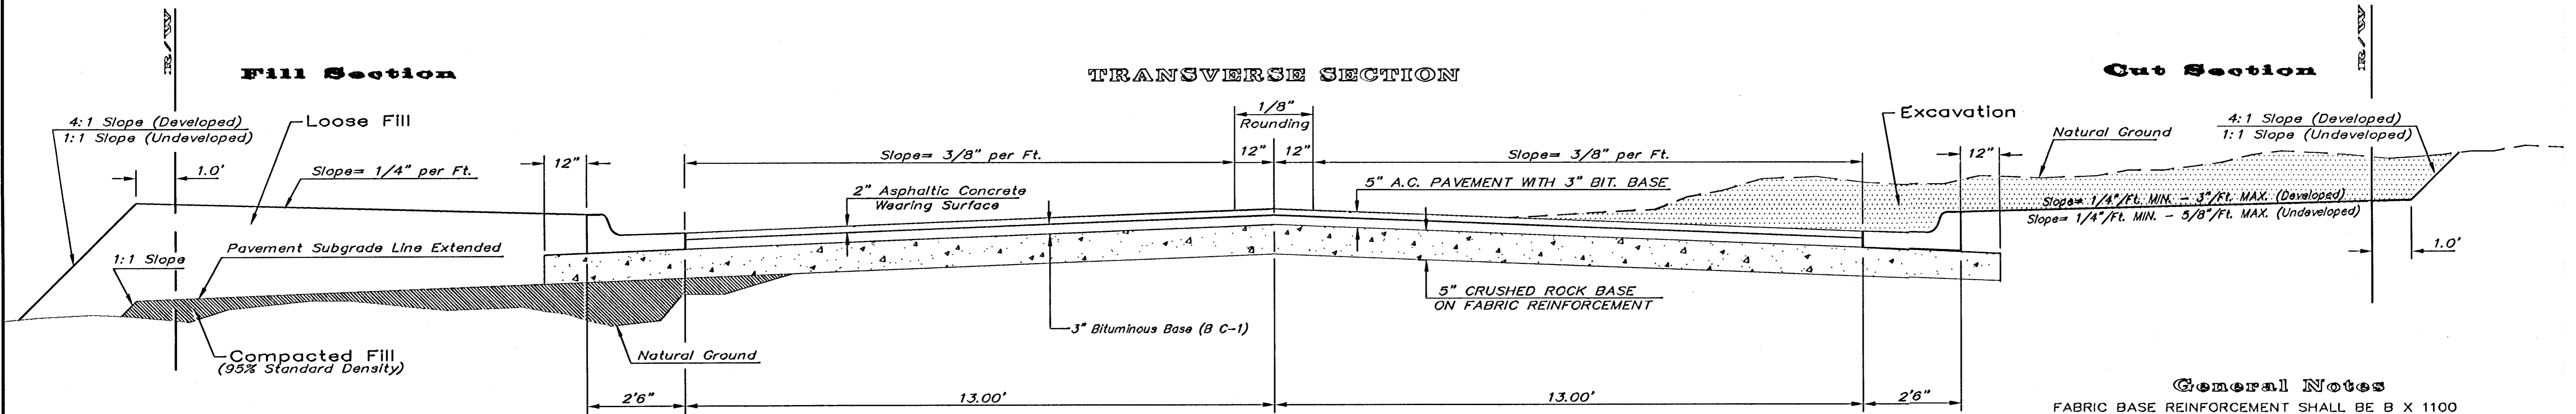 R/W
R/W
Fill Section
TRANSVERSE SECTION
Cut Section
1/8"
Rounding
4:1 Slope (Developed)
1:1 Slope (Undeveloped)
Loose Fill
Excavation
4:1 Slope (Developed)
1:1 Slope (Undeveloped)
Natural Ground
12"
Slope= 3/8" per Ft.
12"
12"
Slope= 3/8" per Ft.
12"
1.0'
Slope= 1/4" per Ft.
2" Asphaltic Concrete
Wearing Surface
5" A.C. PAVEMENT WITH 3" BIT. BASE
Slope= 1/4"/Ft. MIN. - 3"/Ft. MAX. (Developed)
Slope= 1/4"/Ft. MIN. - 5/8"/Ft. MAX. (Undeveloped)
Pavement Subgrade Line Extended
1:1 Slope
1.0'
5" CRUSHED ROCK BASE
ON FABRIC REINFORCEMENT
3" Bituminous Base (B C-1)
Compacted Fill
(95% Standard Density)
Natural Ground
2'6"
13.00'
13.00'
2'6"
General Notes
FABRIC BASE REINFORCEMENT SHALL BE B X 1100